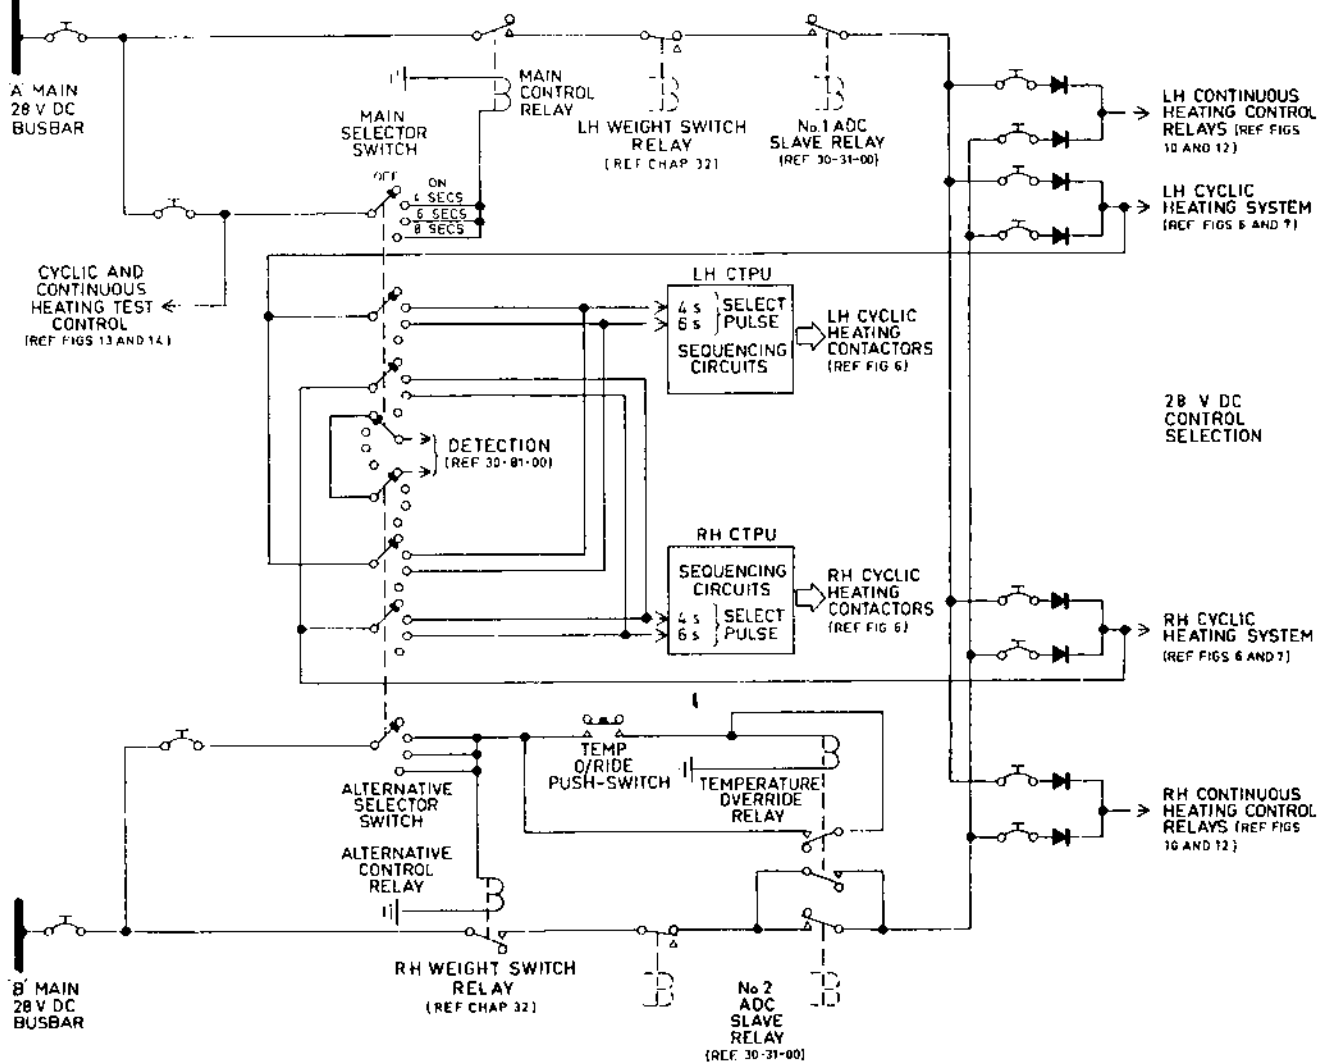 'A' MAIN
28 V DC
BUSBAR
MAIN
CONTROL
RELAY
MAIN
SELECTOR
SWITCH
LH WEIGHT SWITCH
RELAY
(REF CHAP 32)
No.1 ADC
SLAVE RELAY
(REF 30-31-00)
LH CONTINUOUS
HEATING CONTROL
RELAYS (REF FIGS
10 AND 12)
OFF
ON
4 SECS
6 SECS
8 SECS
LH CYCLIC
HEATING SYSTEM
(REF FIGS 6 AND 7)
CYCLIC AND
CONTINUOUS
HEATING TEST
CONTROL
(REF FIGS 13 AND 14)
LH CTPU
4 s
6 s
SELECT
PULSE
SEQUENCING
CIRCUITS
LH CYCLIC
HEATING
CONTACTORS
(REF FIG 6)
28 V DC
CONTROL
SELECTION
DETECTION
(REF 30-81-00)
RH CTPU
SEQUENCING
CIRCUITS
4 s
6 s
SELECT
PULSE
RH CYCLIC
HEATING
CONTACTORS
(REF FIG 6)
RH CYCLIC
HEATING SYSTEM
(REF FIGS 6 AND 7)
TEMP
O/RIDE
PUSH-SWITCH
TEMPERATURE
OVERRIDE
RELAY
ALTERNATIVE
SELECTOR
SWITCH
RH CONTINUOUS
HEATING CONTROL
RELAYS (REF FIGS
10 AND 12)
ALTERNATIVE
CONTROL
RELAY
'B' MAIN
28 V DC
BUSBAR
RH WEIGHT SWITCH
RELAY
(REF CHAP 32)
No 2
ADC
SLAVE
RELAY
(REF 30-31-00)